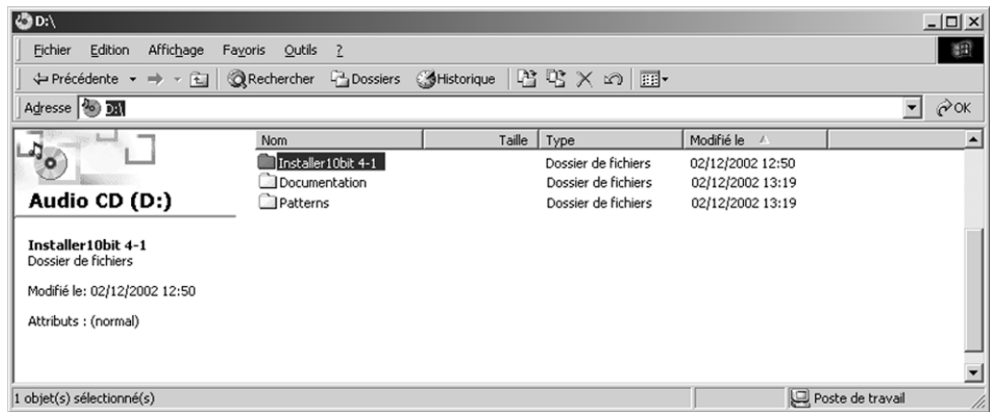 D:\
Fichier Edition Affichage Favoris Outils ?
Précédente Rechercher Dossiers Historique
Adresse D:\ OK
Nom Taille Type Modifié le
Installer10bit 4-1 Dossier de fichiers 02/12/2002 12:50
Documentation Dossier de fichiers 02/12/2002 13:19
Patterns Dossier de fichiers 02/12/2002 13:19
Audio CD (D:)
Installer10bit 4-1
Dossier de fichiers
Modifié le: 02/12/2002 12:50
Attributs : (normal)
1 objet(s) sélectionné(s) Poste de travail